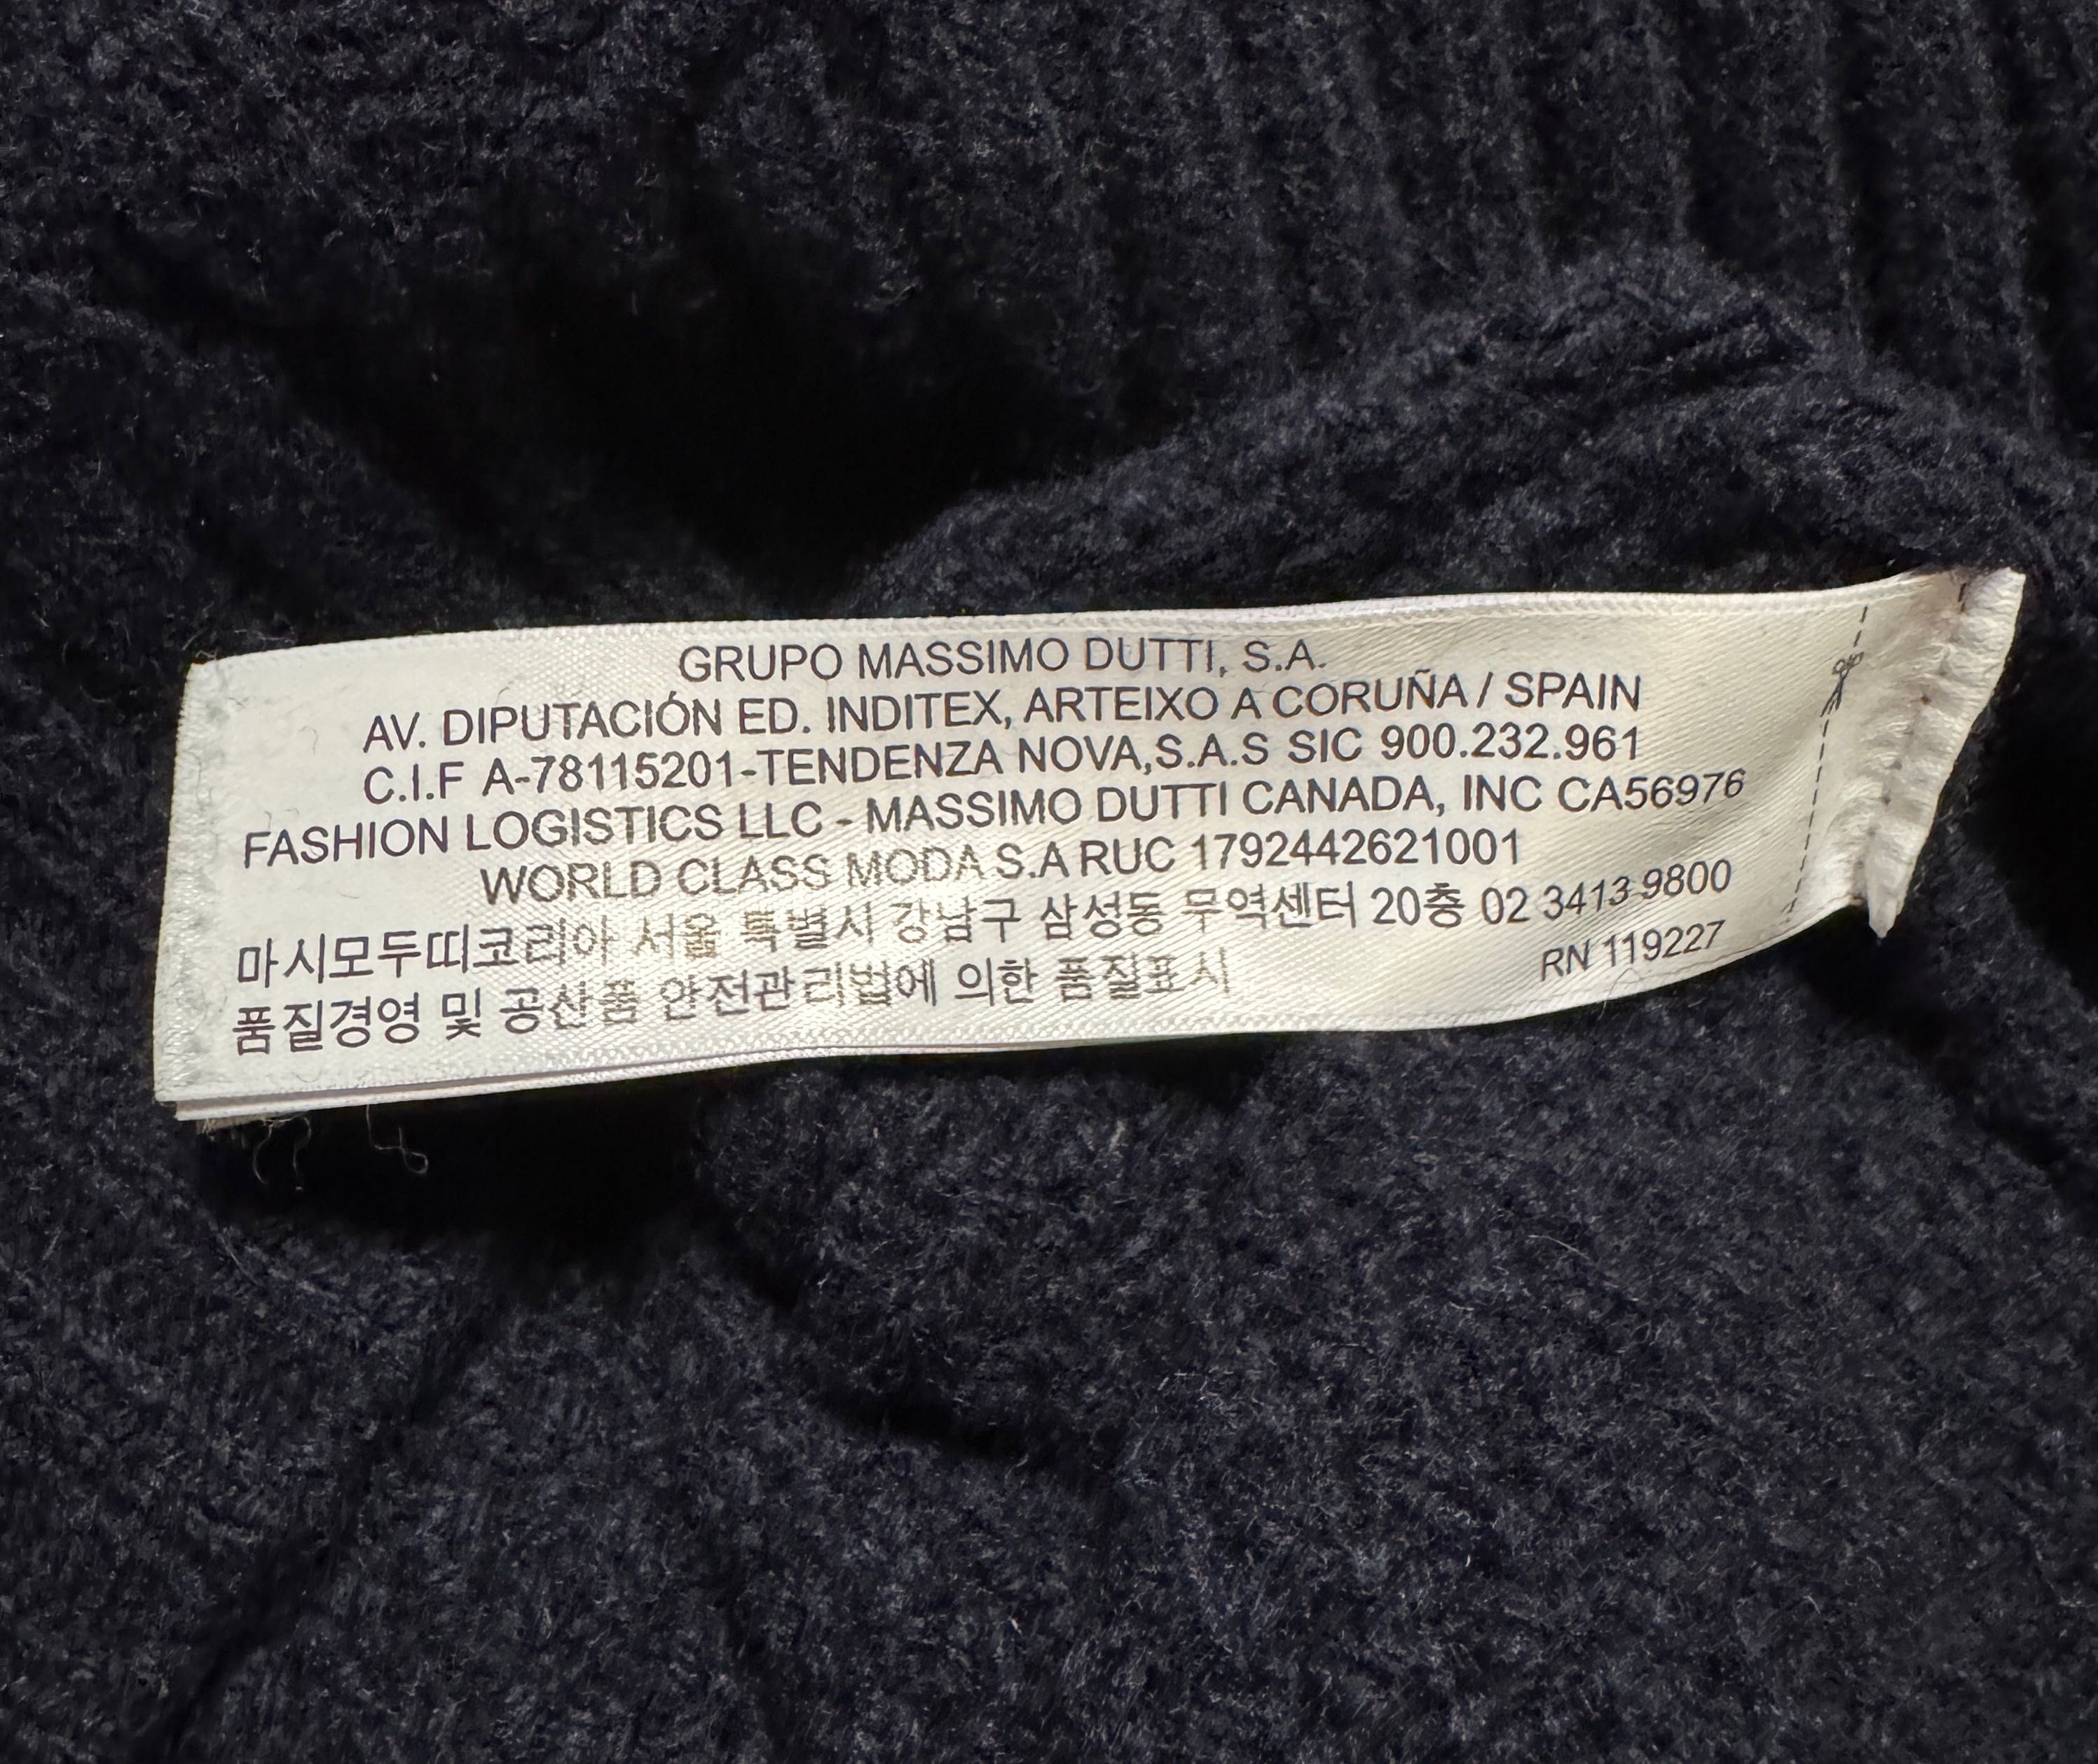 GRUPO MASSIMO DUTTI, S.A.
AV. DIPUTACIÓN ED. INDITEX, ARTEIXO A CORUÑA / SPAIN
C.I.F A-78115201-TENDENZA NOVA,S.A.S SIC 900.232.961
FASHION LOGISTICS LLC - MASSIMO DUTTI CANADA, INC CA56976
WORLD CLASS MODA S.A RUC 1792442621001
마시모두띠코리아 서울 특별시 강남구 삼성동 무역센터 20층 02 3413 9800
품질경영 및 공산품 안전관리법에 의한 품질표시
RN 119227